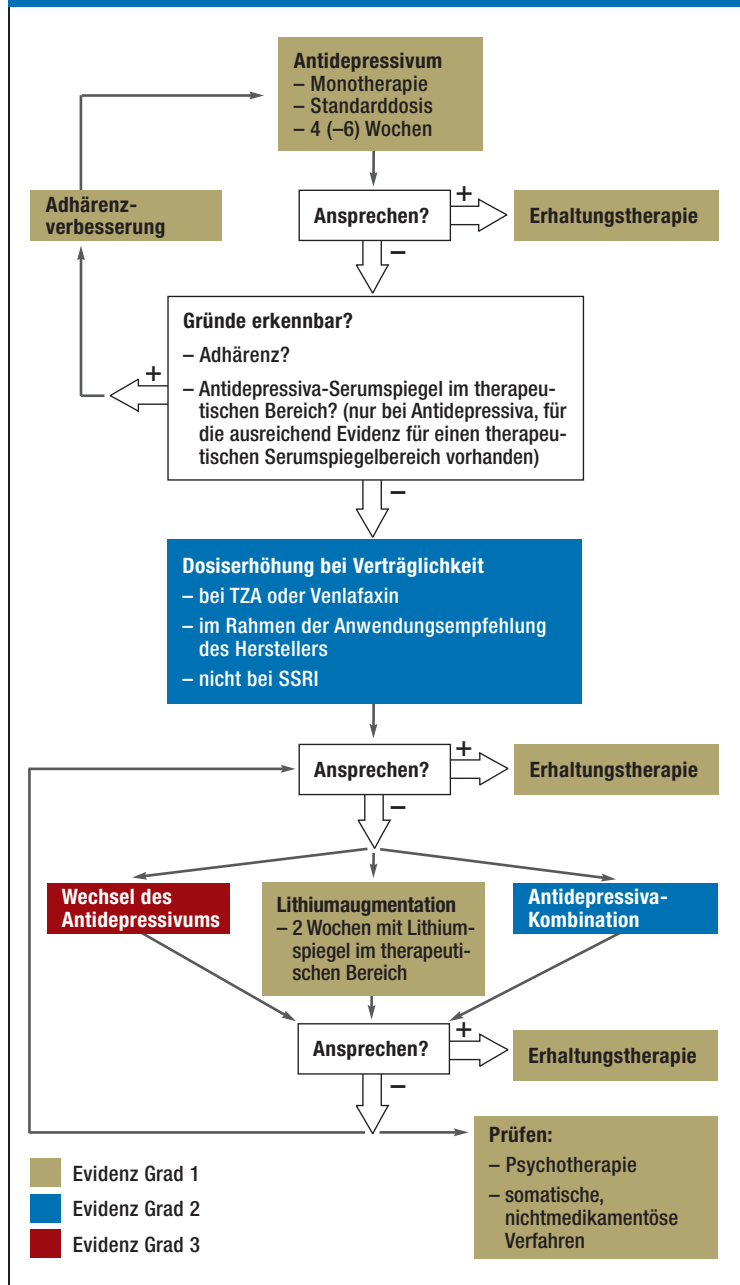 Antidepressivum
– Monotherapie
– Standarddosis
– 4 (–6) Wochen
Adhärenz-
verbesserung
Ansprechen?
+
Erhaltungstherapie
–
Gründe erkennbar?
– Adhärenz?
– Antidepressiva-Serumspiegel im therapeu-
tischen Bereich? (nur bei Antidepressiva, für
die ausreichend Evidenz für einen therapeu-
tischen Serumspiegelbereich vorhanden)
+
–
Dosiserhöhung bei Verträglichkeit
– bei TZA oder Venlafaxin
– im Rahmen der Anwendungsempfehlung
des Herstellers
– nicht bei SSRI
Ansprechen?
+
Erhaltungstherapie
–
Wechsel des
Antidepressivums
Lithiumaugmentation
– 2 Wochen mit Lithium-
spiegel im therapeuti-
schen Bereich
Antidepressiva-
Kombination
Ansprechen?
+
Erhaltungstherapie
–
Prüfen:
– Psychotherapie
– somatische,
nichtmedikamentöse
Verfahren
Evidenz Grad 1
Evidenz Grad 2
Evidenz Grad 3